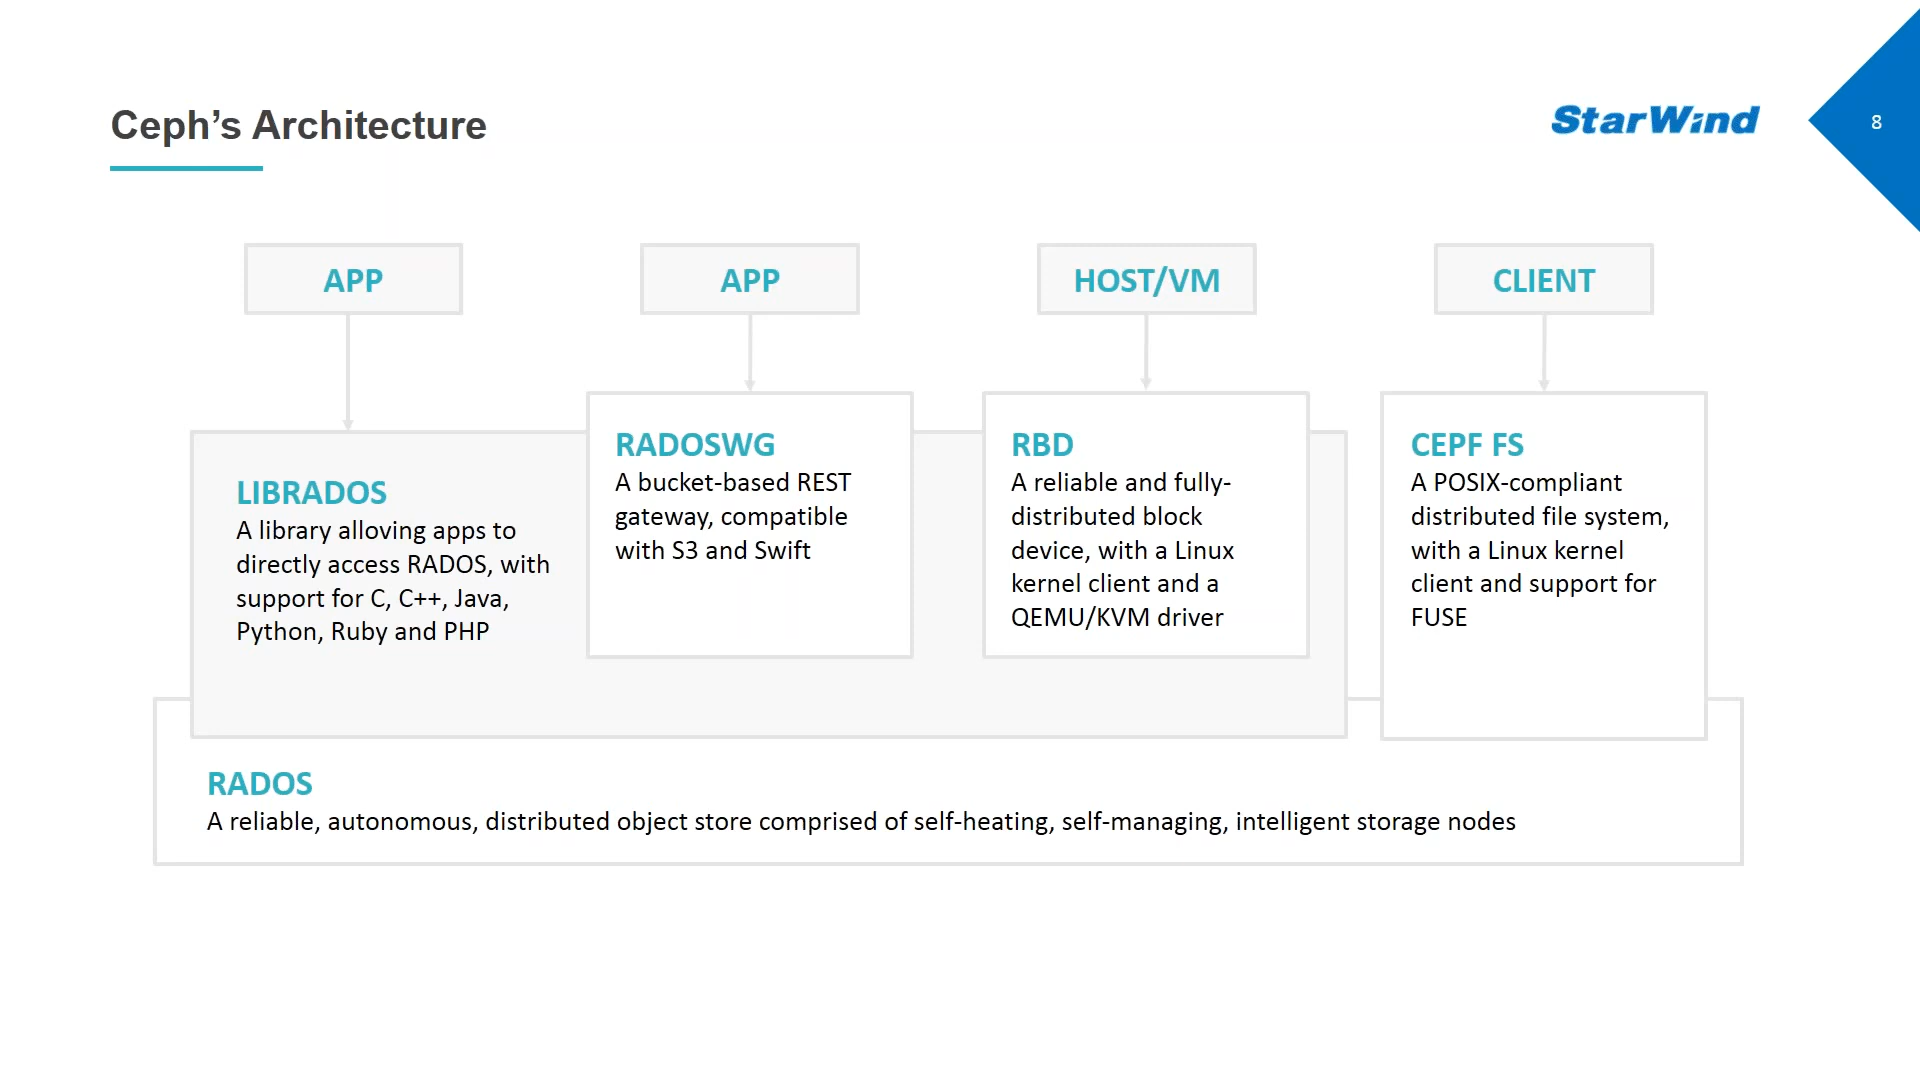 Ceph’s Architecture
StarWind
8
APP
APP
HOST/VM
CLIENT
LIBRADOS
A library alloving apps to
directly access RADOS, with
support for C, C++, Java,
Python, Ruby and PHP
RADOSWG
A bucket-based REST
gateway, compatible
with S3 and Swift
RBD
A reliable and fully-
distributed block
device, with a Linux
kernel client and a
QEMU/KVM driver
CEPF FS
A POSIX-compliant
distributed file system,
with a Linux kernel
client and support for
FUSE
RADOS
A reliable, autonomous, distributed object store comprised of self-heating, self-managing, intelligent storage nodes